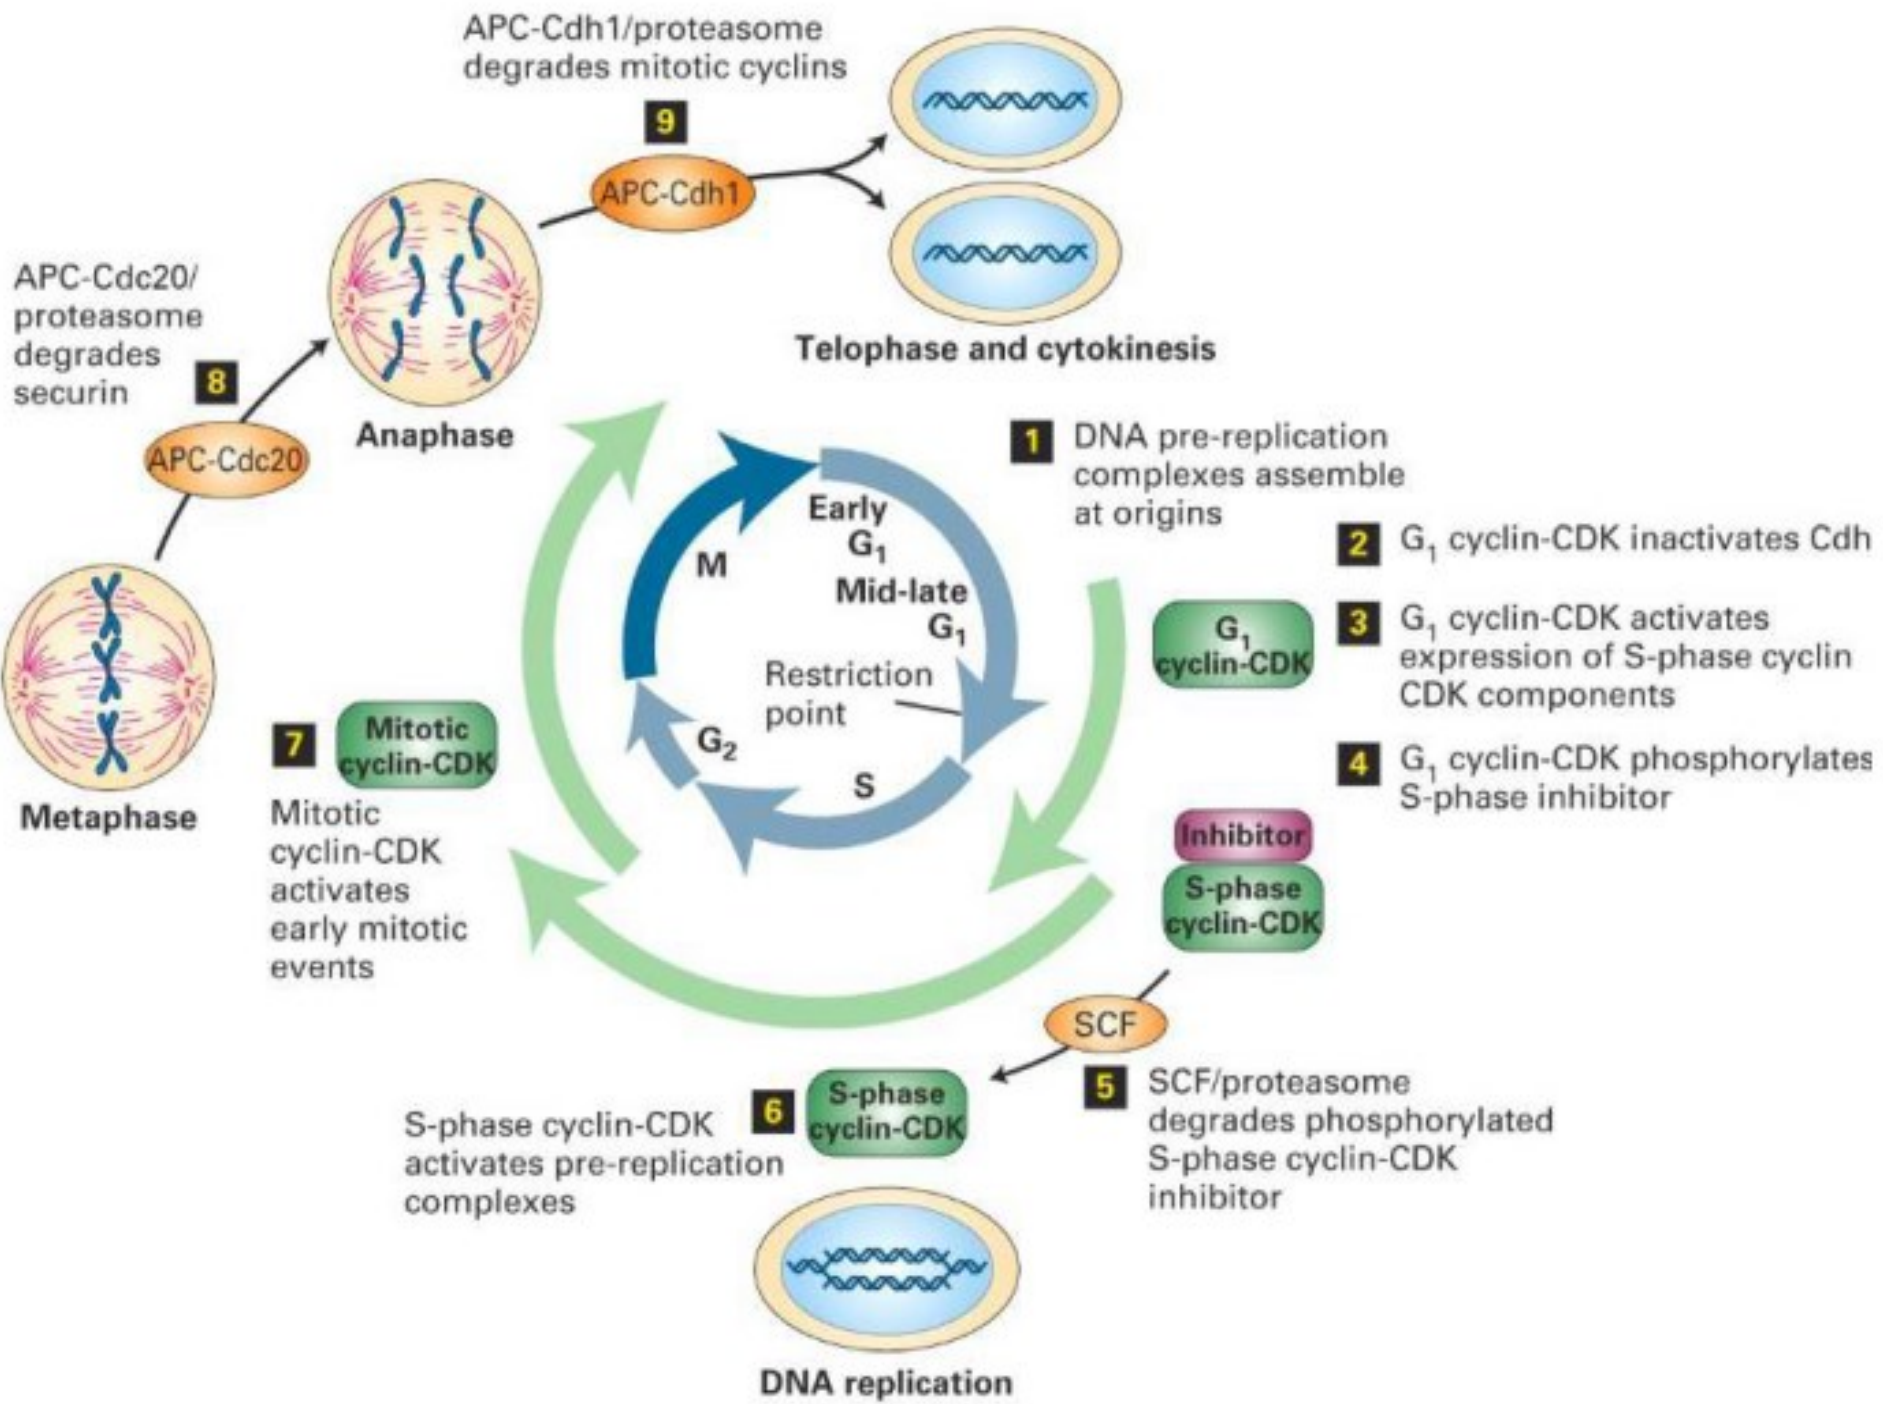 APC-Cdh1/proteasome
degrades mitotic cyclins
9
APC-Cdh1
APC-Cdc20/
proteasome
degrades
securin
8
APC-Cdc20
Anaphase
Metaphase
Telophase and cytokinesis
1
DNA pre-replication
complexes assemble
at origins
2
G1 cyclin-CDK inactivates Cdh
3
G1 cyclin-CDK activates
expression of S-phase cyclin
CDK components
4
G1 cyclin-CDK phosphorylates
S-phase inhibitor
G1
cyclin-CDK
Early
G1
Mid-late
G1
Restriction
point
M
G2
S
7
Mitotic
cyclin-CDK
Mitotic
cyclin-CDK
activates
early mitotic
events
Inhibitor
S-phase
cyclin-CDK
SCF
5
SCF/proteasome
degrades phosphorylated
S-phase cyclin-CDK
inhibitor
6
S-phase
cyclin-CDK
S-phase cyclin-CDK
activates pre-replication
complexes
DNA replication